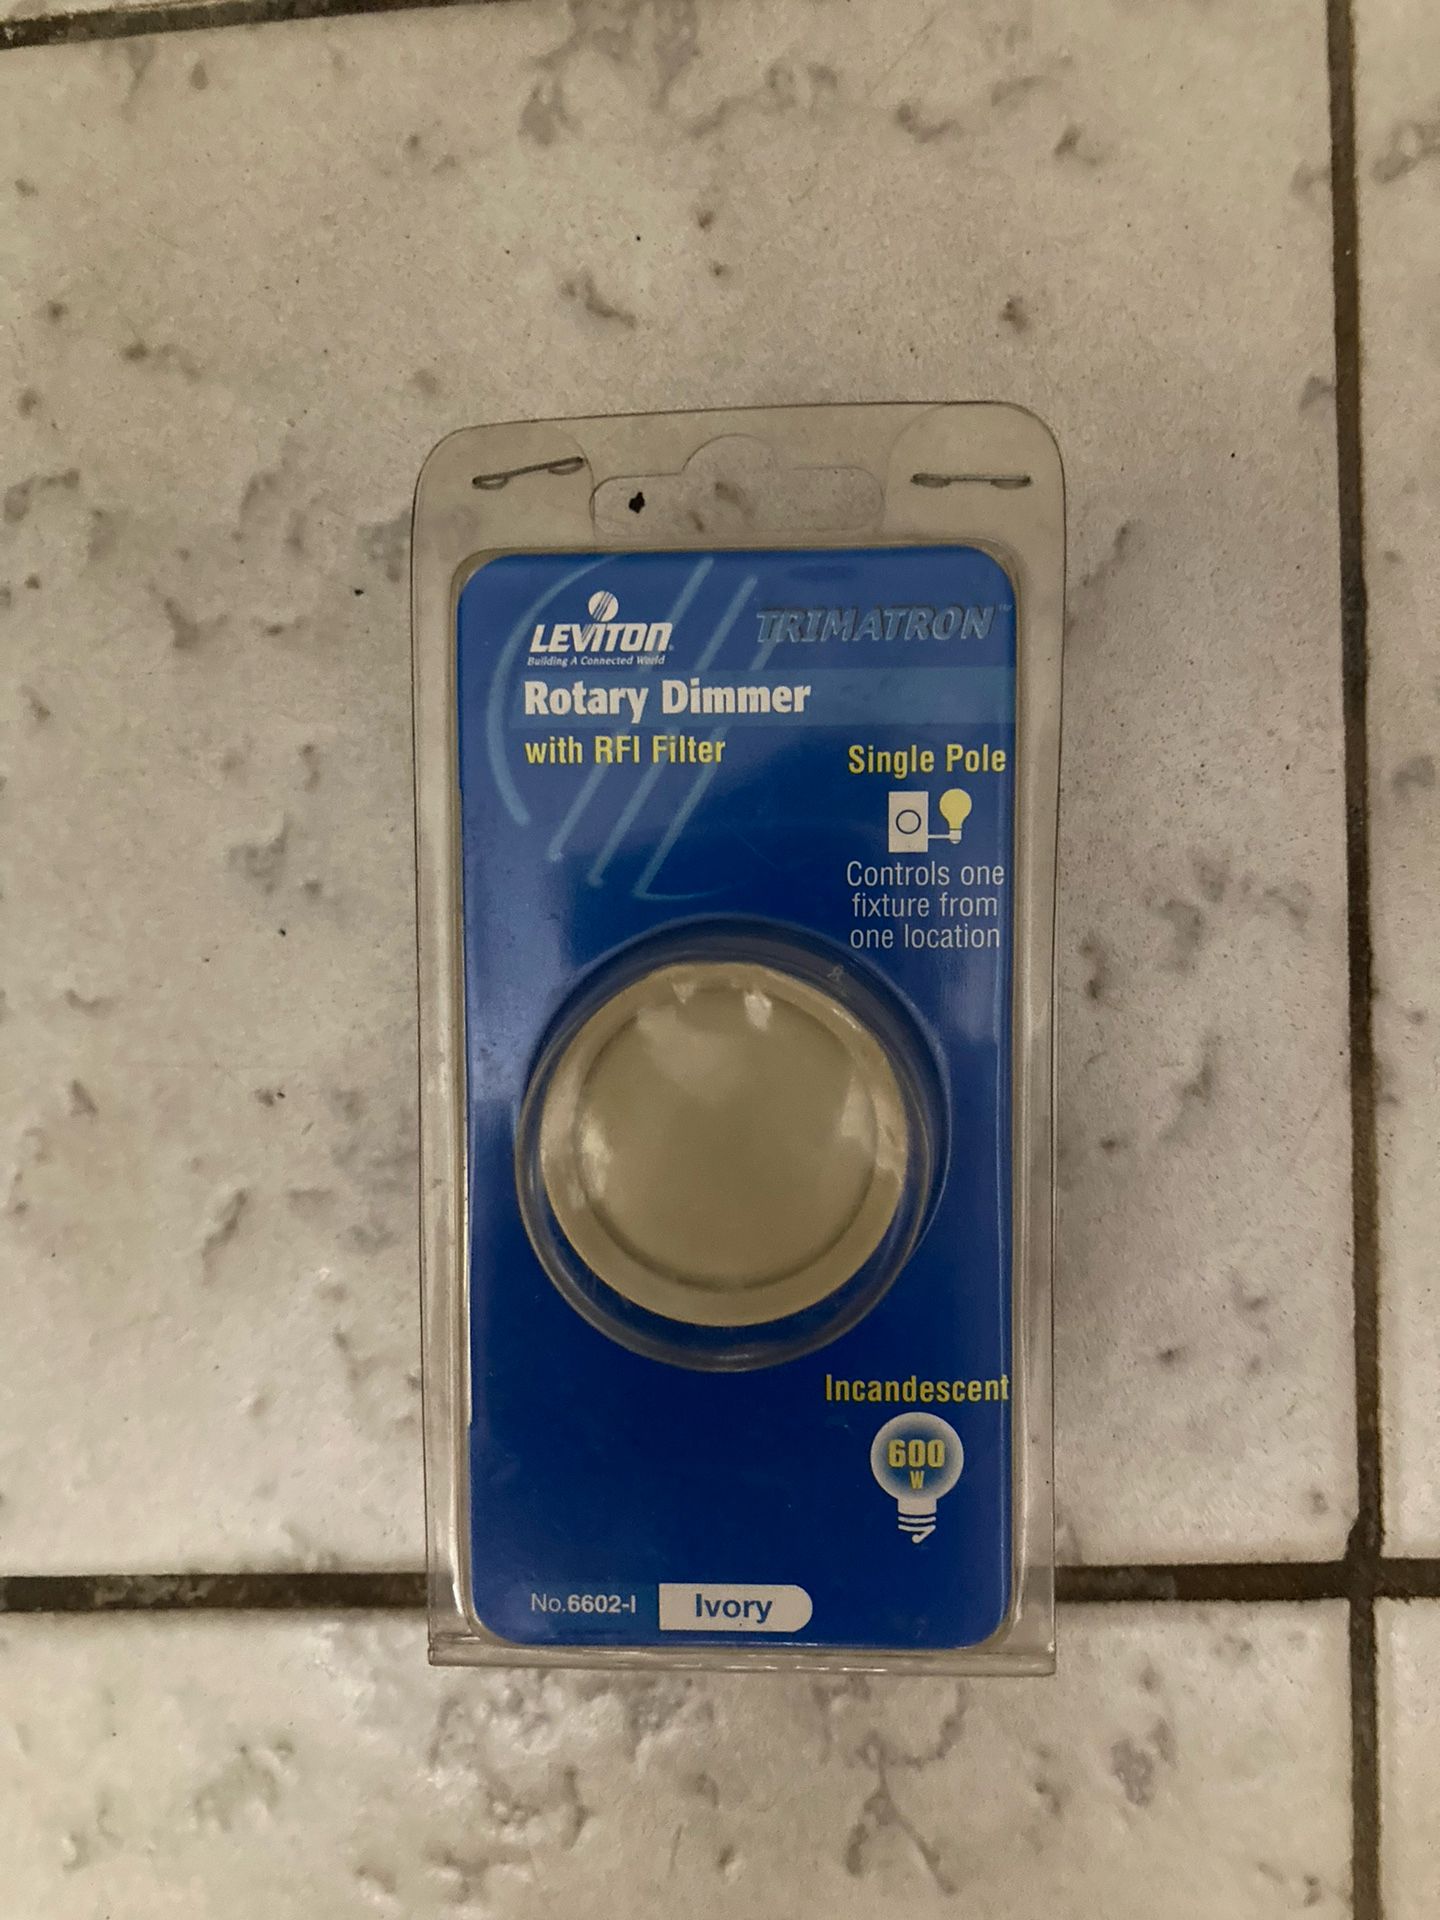 LEVITON®
Building A Connected World
TRIMATRON™
Rotary Dimmer
with RFI Filter
Single Pole
Controls one
fixture from
one location
Incandescent
600
W
No.6602-I
Ivory